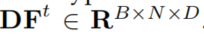 DF^t ∈ R^{B×N×D}.